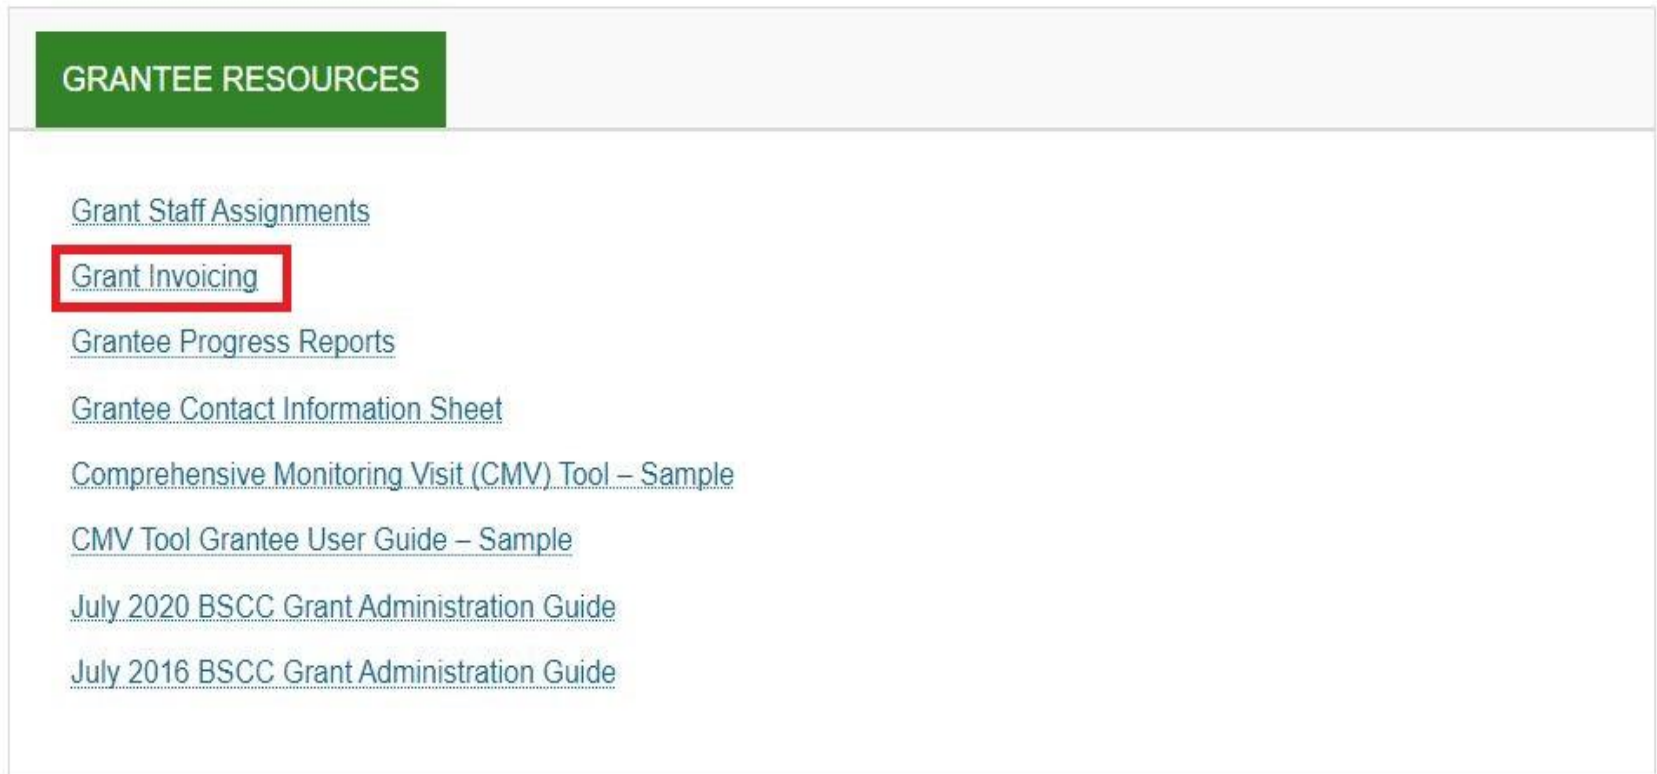 GRANTEE RESOURCES
Grant Staff Assignments
Grant Invoicing
Grantee Progress Reports
Grantee Contact Information Sheet
Comprehensive Monitoring Visit (CMV) Tool – Sample
CMV Tool Grantee User Guide – Sample
July 2020 BSCC Grant Administration Guide
July 2016 BSCC Grant Administration Guide